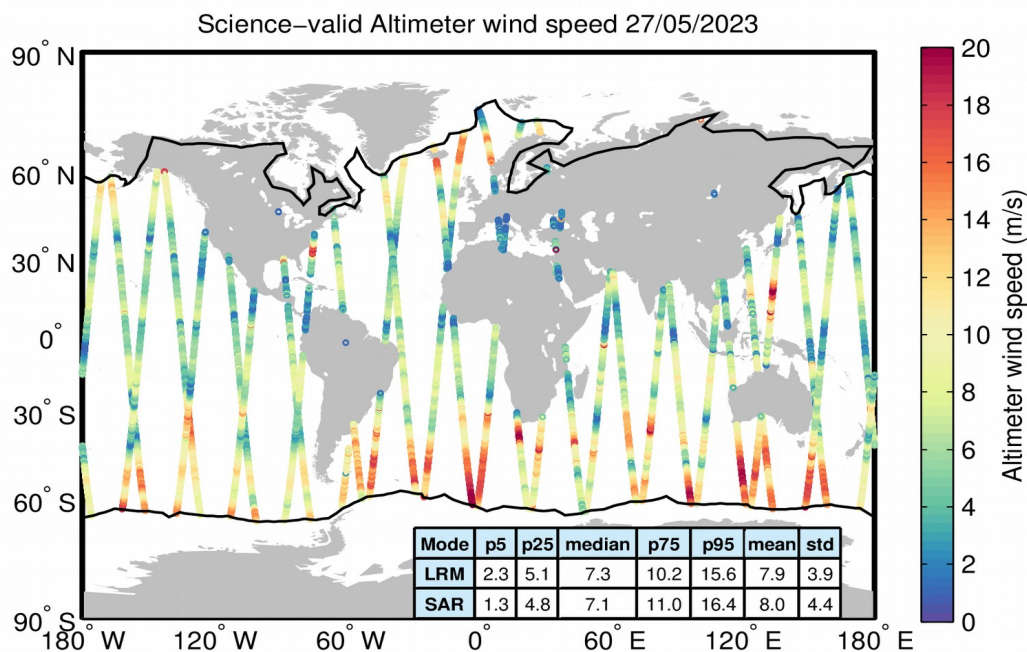 Science−valid Altimeter wind speed 27/05/2023
90° N
60° N
30° N
0°
30° S
60° S
90° S
180° W
120° W
60° W
0°
60° E
120° E
180° E
Mode p5 p25 median p75 p95 mean std
LRM 2.3 5.1 7.3 10.2 15.6 7.9 3.9
SAR 1.3 4.8 7.1 11.0 16.4 8.0 4.4
20
18
16
14
12
10
8
6
4
2
0
Altimeter wind speed (m/s)